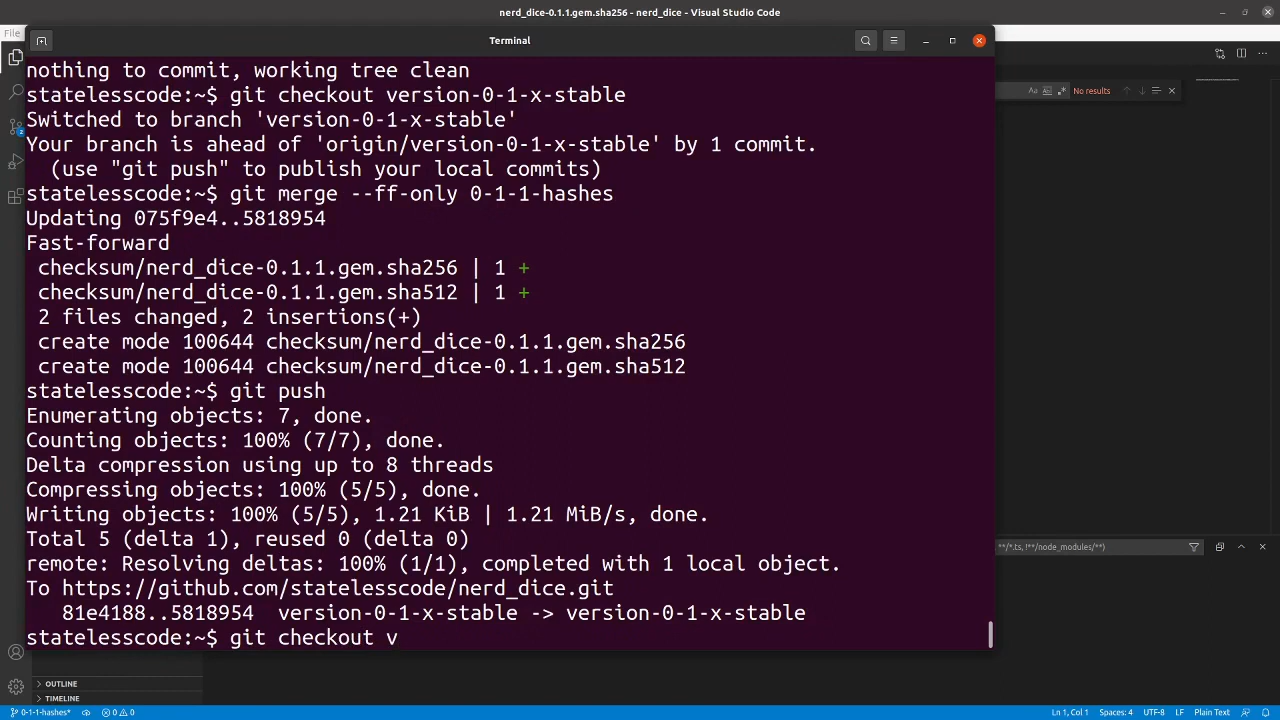 nerd_dice-0.1.1.gem.sha256 - nerd_dice - Visual Studio Code
File
Terminal
nothing to commit, working tree clean
statelesscode:~$ git checkout version-0-1-x-stable
Switched to branch 'version-0-1-x-stable'
Your branch is ahead of 'origin/version-0-1-x-stable' by 1 commit.
  (use "git push" to publish your local commits)
statelesscode:~$ git merge --ff-only 0-1-1-hashes
Updating 075f9e4..5818954
Fast-forward
 checksum/nerd_dice-0.1.1.gem.sha256 | 1 +
 checksum/nerd_dice-0.1.1.gem.sha512 | 1 +
 2 files changed, 2 insertions(+)
 create mode 100644 checksum/nerd_dice-0.1.1.gem.sha256
 create mode 100644 checksum/nerd_dice-0.1.1.gem.sha512
statelesscode:~$ git push
Enumerating objects: 7, done.
Counting objects: 100% (7/7), done.
Delta compression using up to 8 threads
Compressing objects: 100% (5/5), done.
Writing objects: 100% (5/5), 1.21 KiB | 1.21 MiB/s, done.
Total 5 (delta 1), reused 0 (delta 0)
remote: Resolving deltas: 100% (1/1), completed with 1 local object.
To https://github.com/statelesscode/nerd_dice.git
   81e4188..5818954  version-0-1-x-stable -> version-0-1-x-stable
statelesscode:~$ git checkout v
Aa
No results
**/*.ts, !**/node_modules/**)
OUTLINE
TIMELINE
0-1-1-hashes*
0 0
Ln 1, Col 1
Spaces: 4
UTF-8
LF
Plain Text